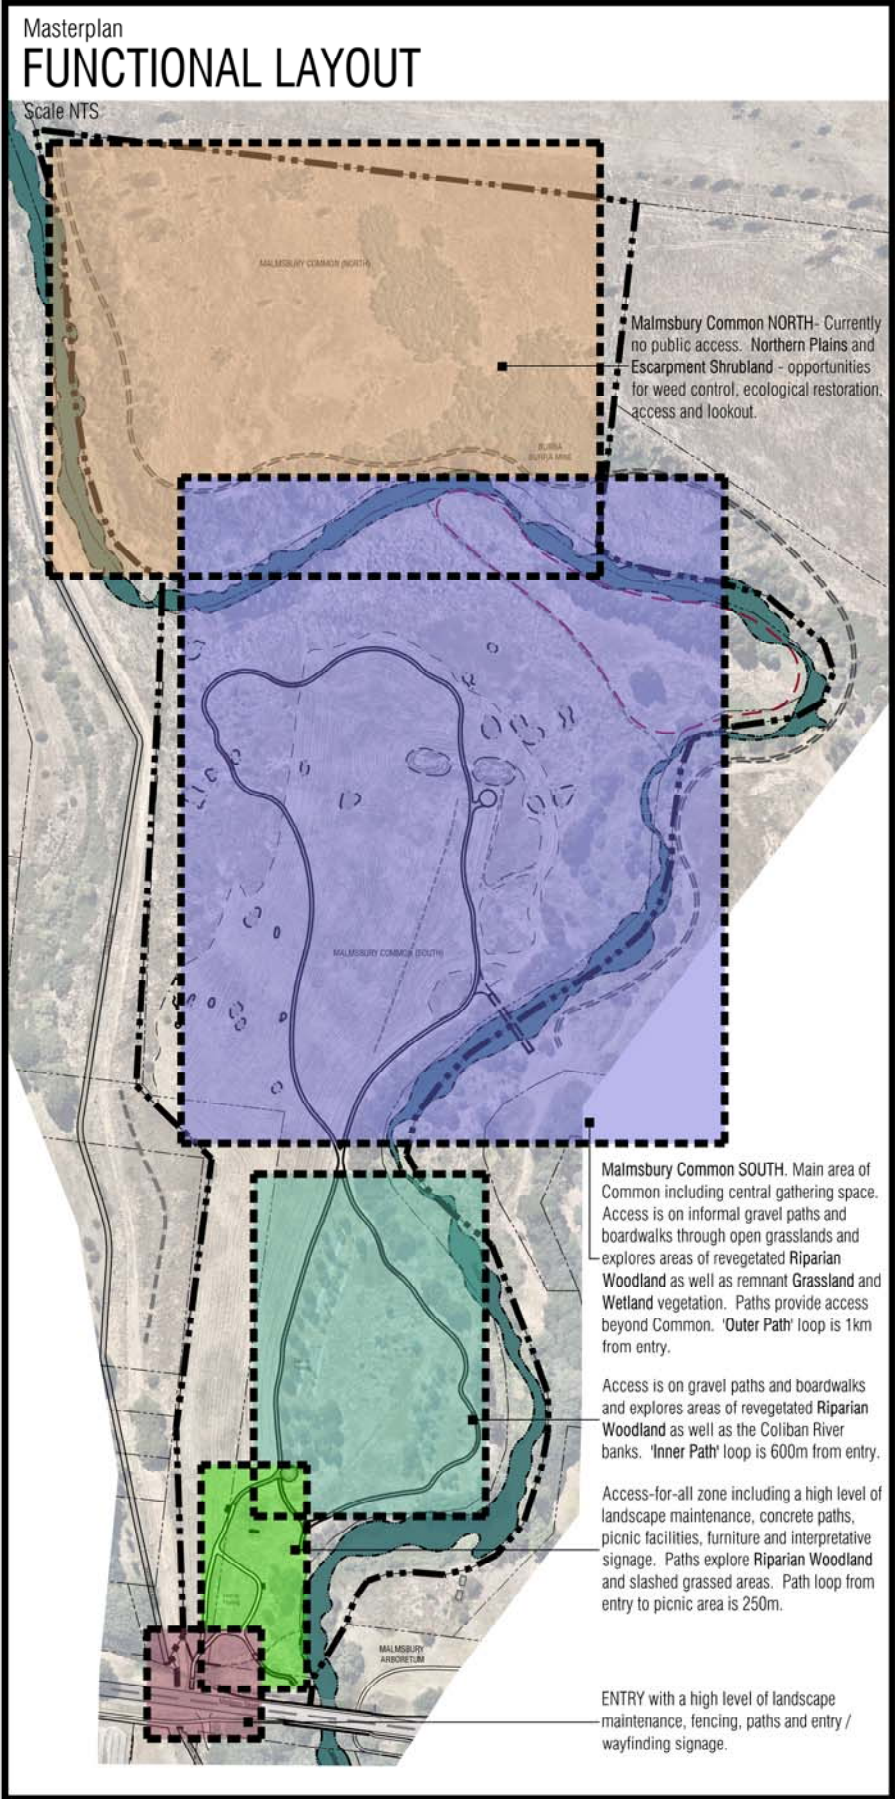 Masterplan
FUNCTIONAL LAYOUT
Scale NTS
MALMSBURY COMMON (NORTH)
Malmsbury Common NORTH- Currently
no public access. Northern Plains and
Escarpment Shrubland - opportunities
for weed control, ecological restoration,
access and lookout.
BURRA
BURRA MINE
MALMSBURY COMMON (SOUTH)
Malmsbury Common SOUTH. Main area of
Common including central gathering space.
Access is on informal gravel paths and
boardwalks through open grasslands and
explores areas of revegetated Riparian
Woodland as well as remnant Grassland and
Wetland vegetation. Paths provide access
beyond Common. 'Outer Path' loop is 1km
from entry.
Access is on gravel paths and boardwalks
and explores areas of revegetated Riparian
Woodland as well as the Coliban River
banks. 'Inner Path' loop is 600m from entry.
Access-for-all zone including a high level of
landscape maintenance, concrete paths,
picnic facilities, furniture and interpretative
signage. Paths explore Riparian Woodland
and slashed grassed areas. Path loop from
entry to picnic area is 250m.
MALMSBURY
ARBORETUM
ENTRY with a high level of landscape
maintenance, fencing, paths and entry /
wayfinding signage.